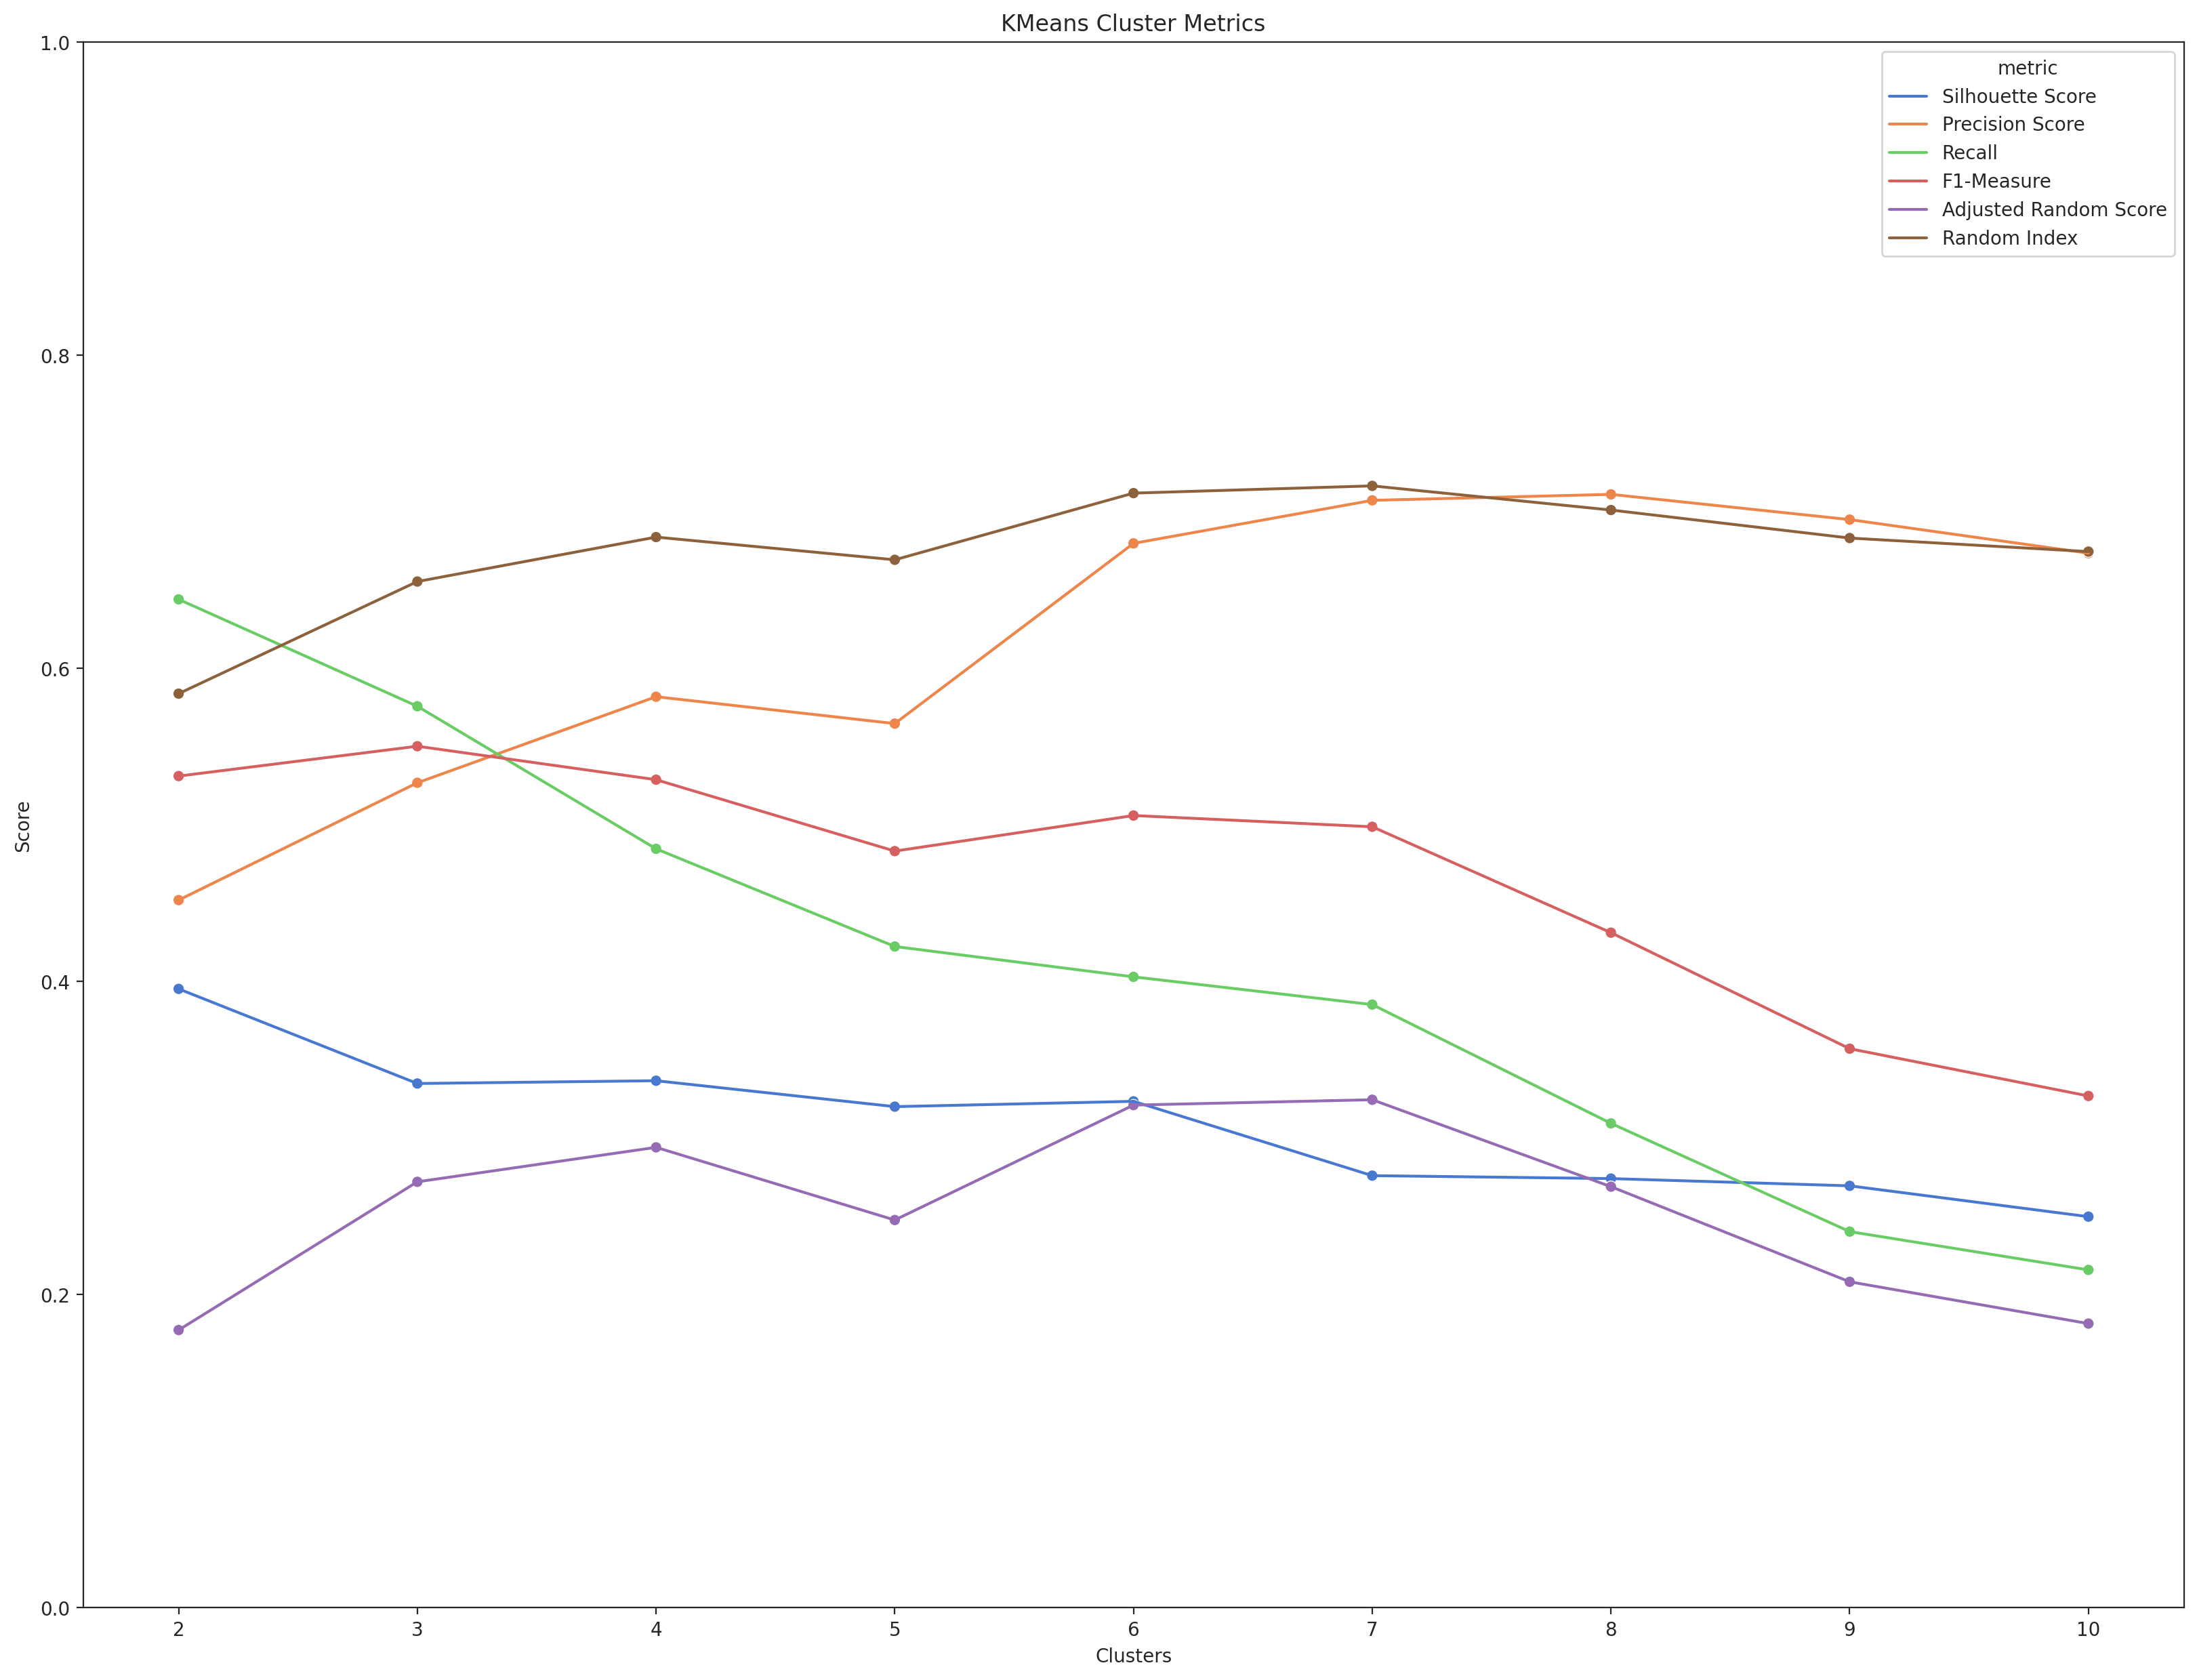 KMeans Cluster Metrics
1.0
0.8
0.6
0.4
0.2
0.0
Score
metric
Silhouette Score
Precision Score
Recall
F1-Measure
Adjusted Random Score
Random Index
2 3 4 5 6 7 8 9 10
Clusters